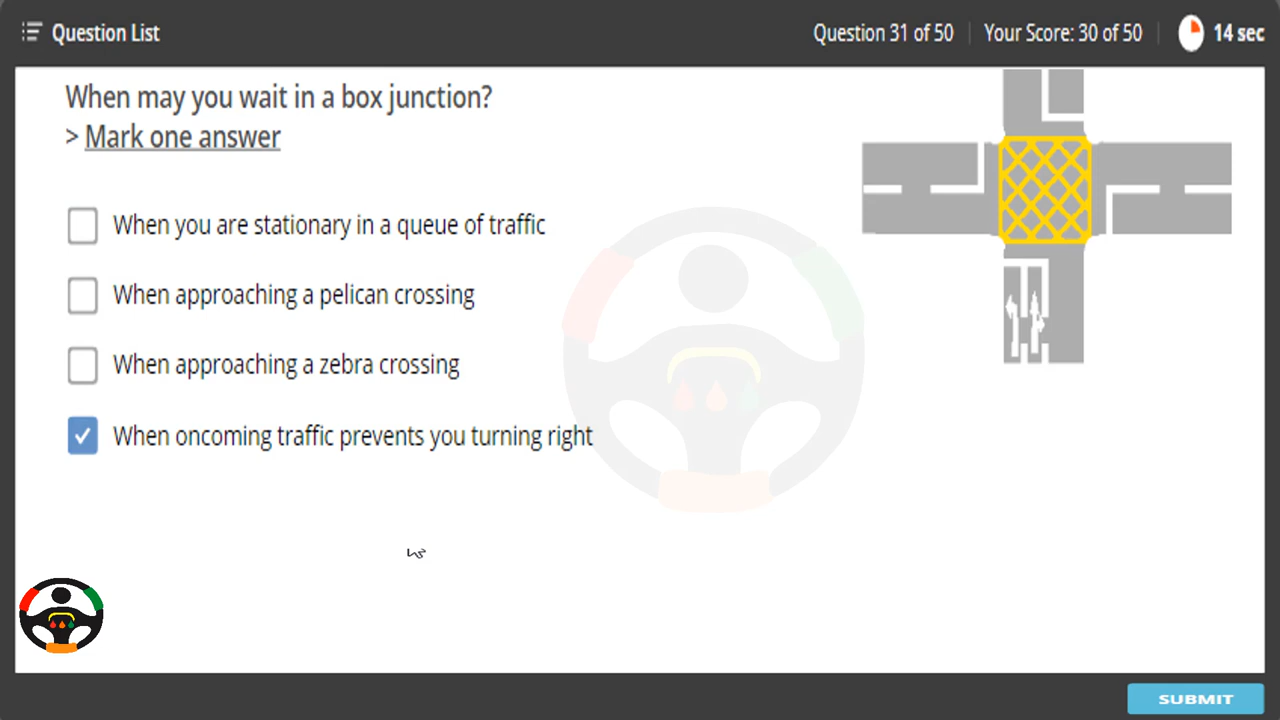 Question List
Question 31 of 50
Your Score: 30 of 50
14 sec
When may you wait in a box junction?
> Mark one answer
When you are stationary in a queue of traffic
When approaching a pelican crossing
When approaching a zebra crossing
When oncoming traffic prevents you turning right
SUBMIT